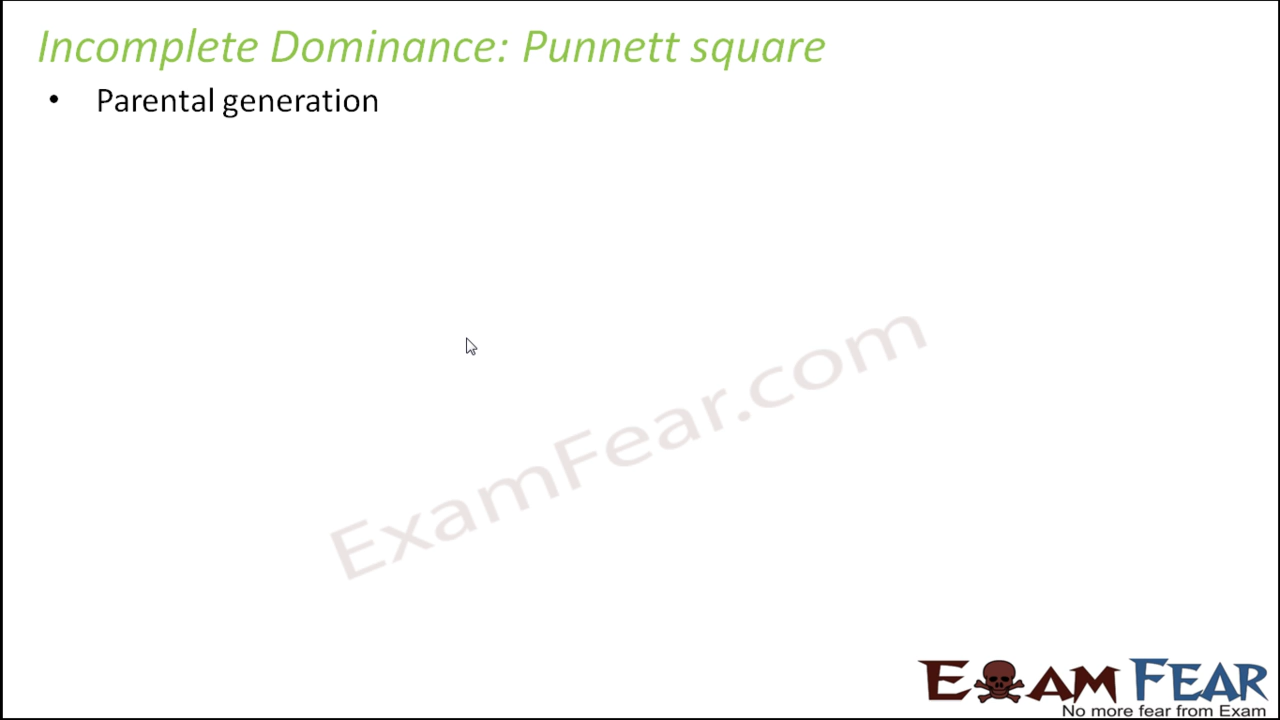 Incomplete Dominance: Punnett square
• Parental generation
ExamFear.com
EXAM FEAR
No more fear from Exam